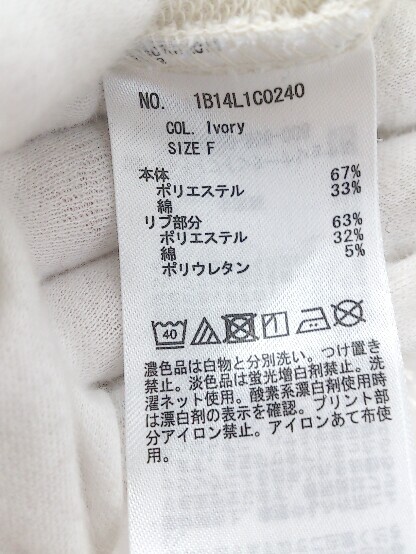 NO. 1B14L1C0240
COL. Ivory
SIZE F
本体
ポリエステル 67%
綿 33%
リブ部分
ポリエステル 63%
綿 32%
ポリウレタン 5%
40
濃色品は白物と分別洗い。つけ置き
禁止。淡色品は蛍光増白剤禁止。洗
濯ネット使用。酸素系漂白剤使用時
は漂白剤の表示を確認。プリント部
分アイロン禁止。アイロンあて布使
用。